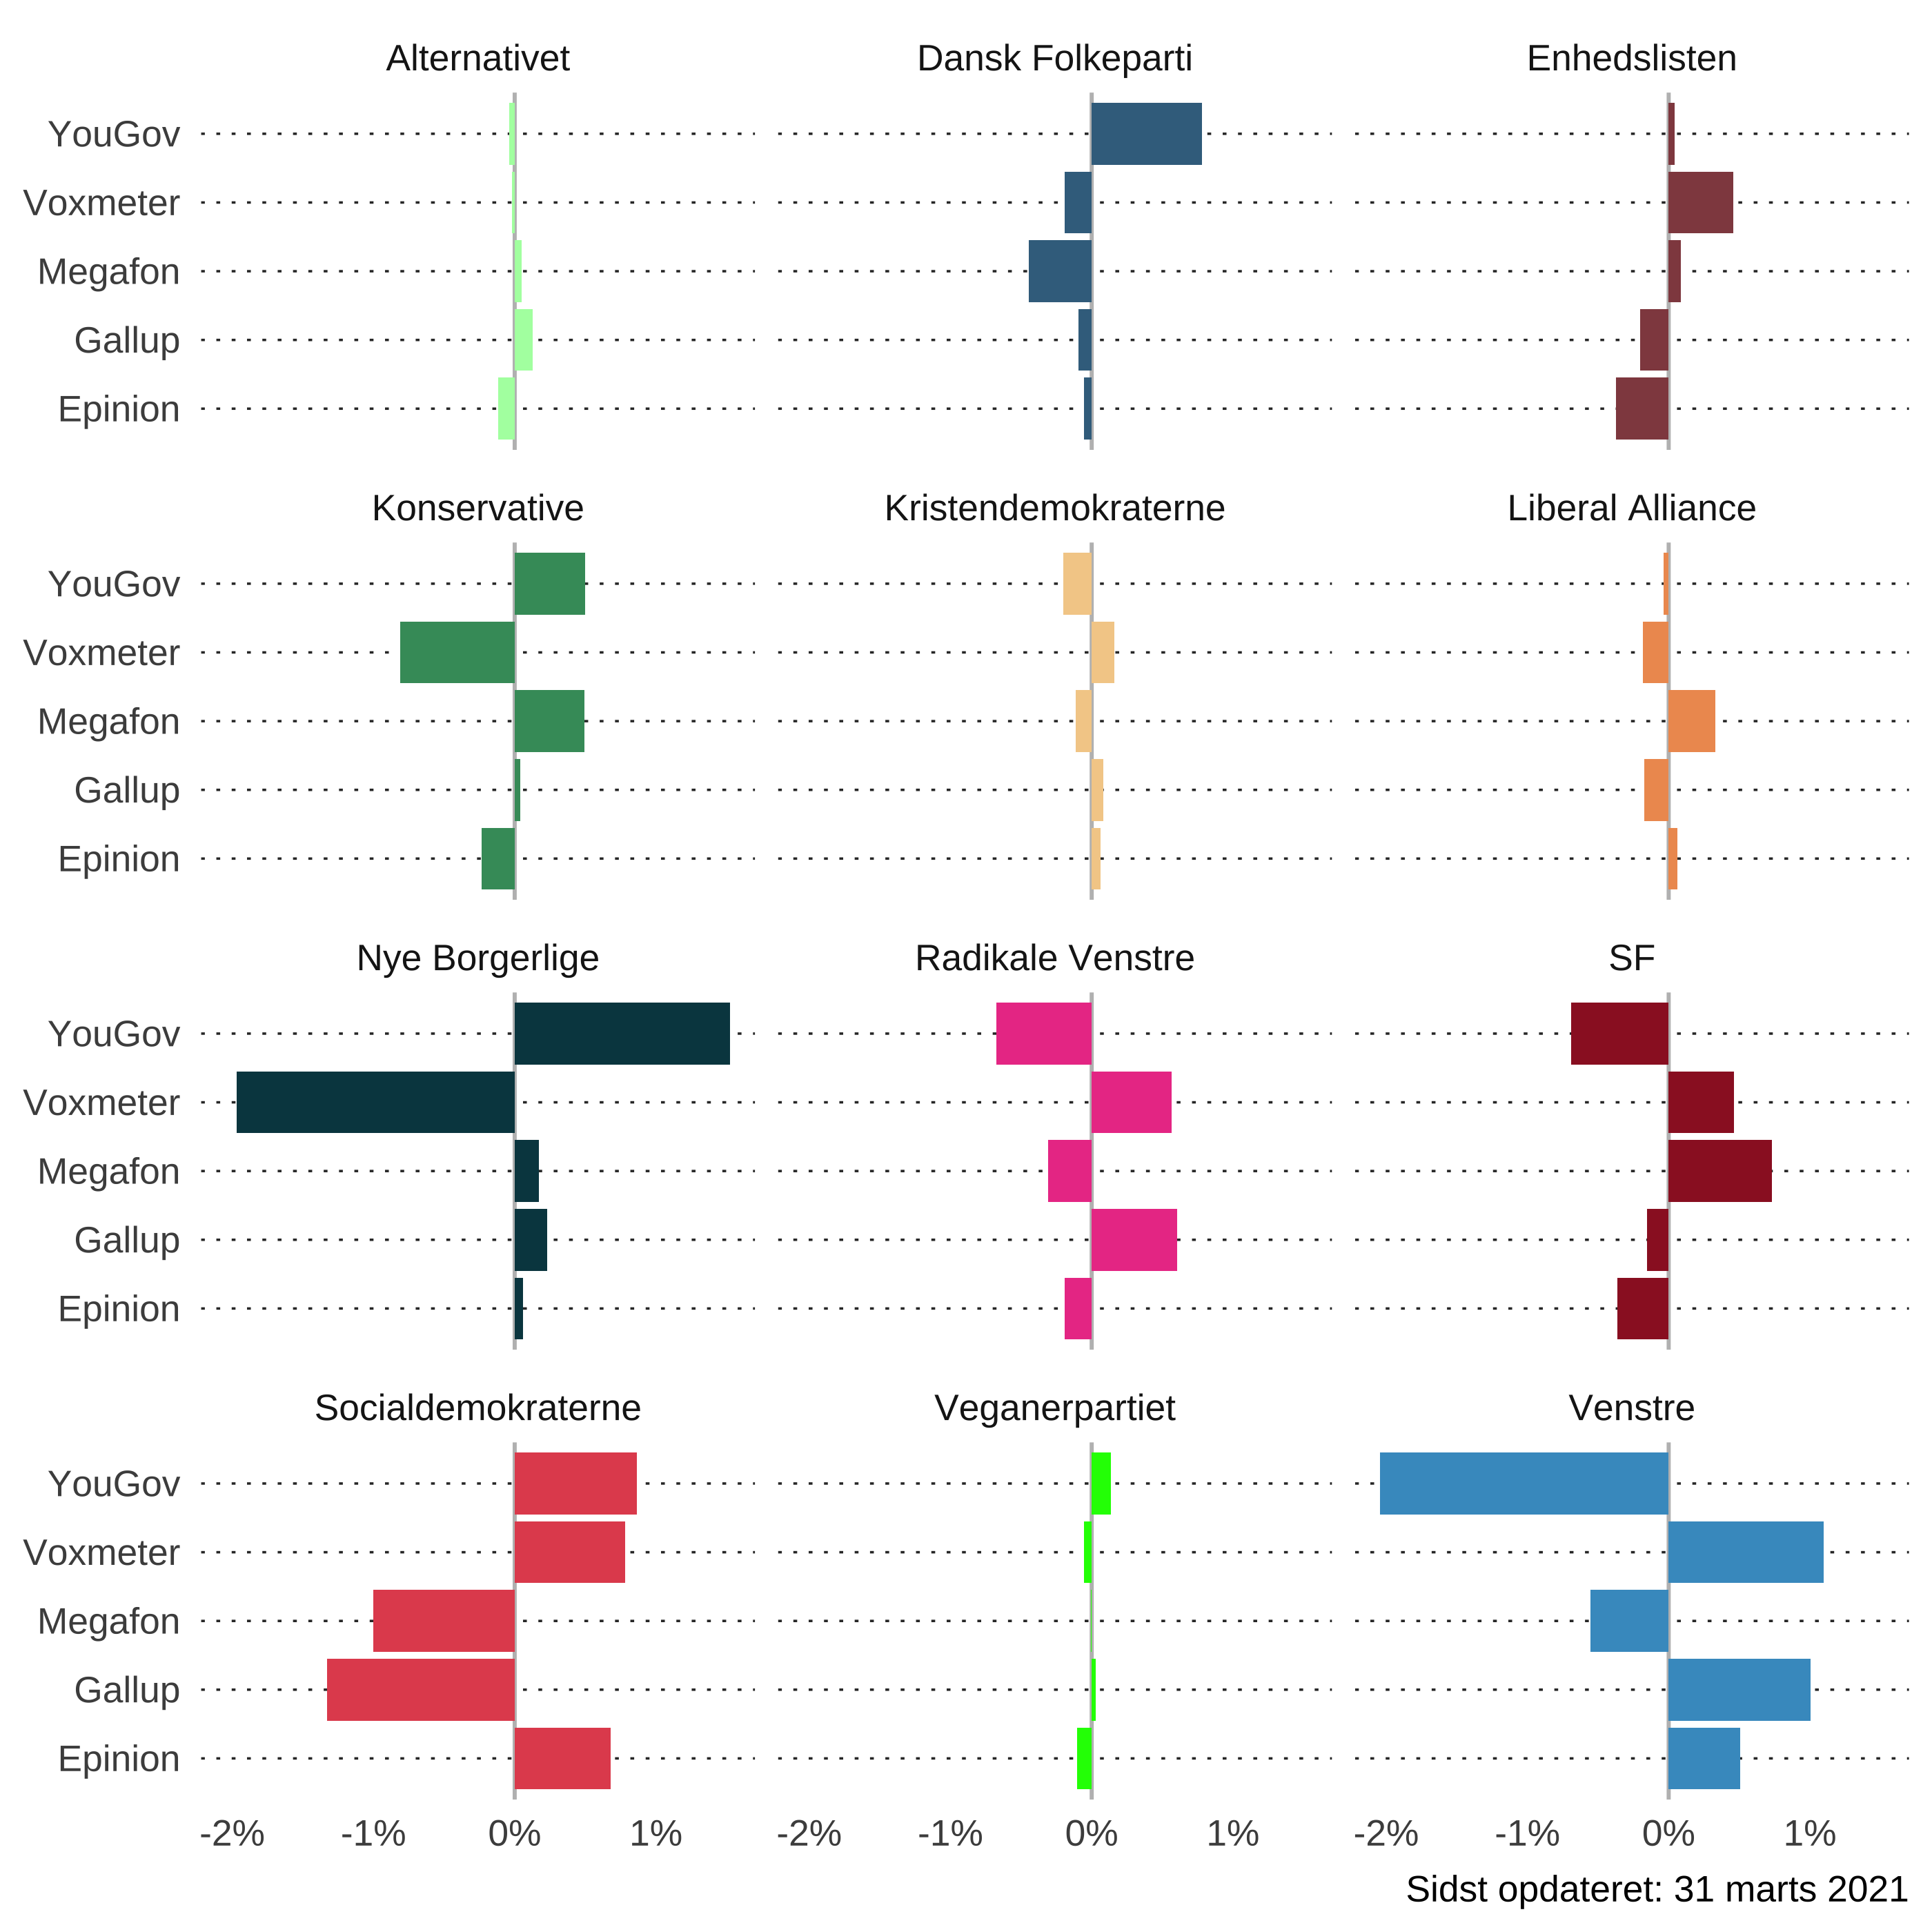 Alternativet Dansk Folkeparti Enhedslisten
YouGov
Voxmeter
Megafon
Gallup
Epinion
Konservative Kristendemokraterne Liberal Alliance
YouGov
Voxmeter
Megafon
Gallup
Epinion
Nye Borgerlige Radikale Venstre SF
YouGov
Voxmeter
Megafon
Gallup
Epinion
Socialdemokraterne Veganerpartiet Venstre
YouGov
Voxmeter
Megafon
Gallup
Epinion
-2% -1% 0% 1% -2% -1% 0% 1% -2% -1% 0% 1%
Sidst opdateret: 31 marts 2021